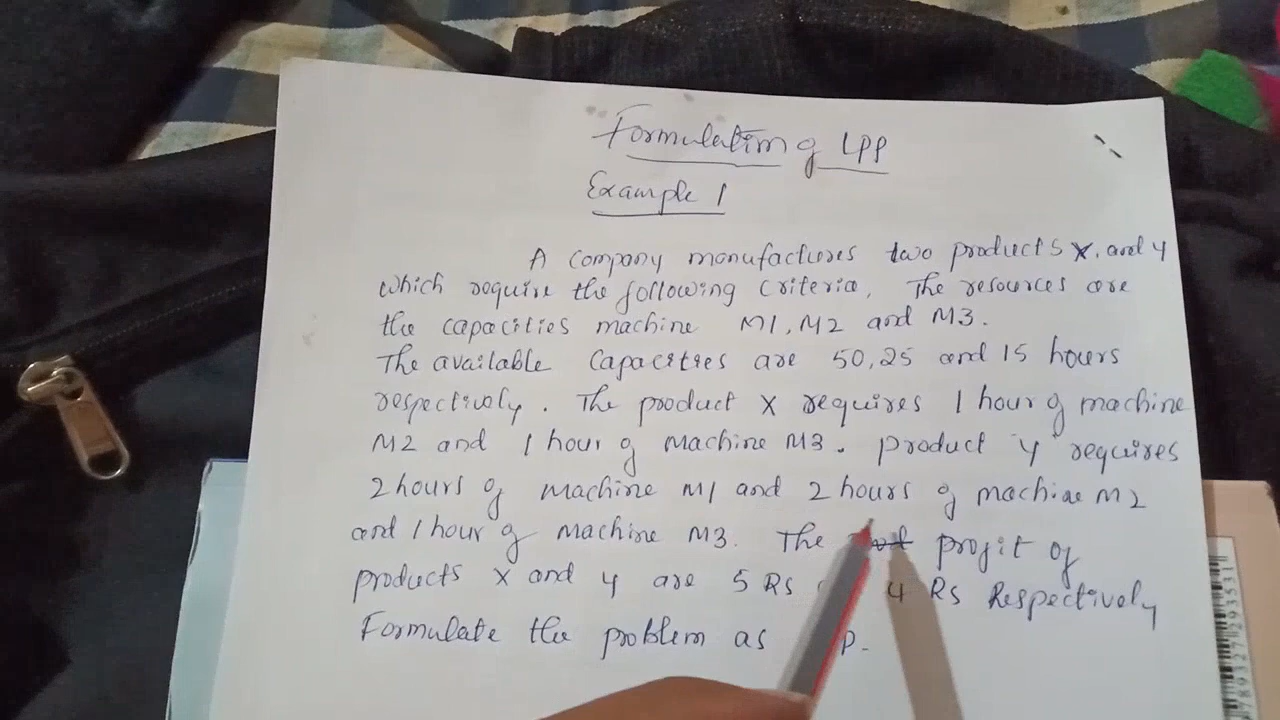 Formulation of LPP
Example 1
A company manufactures two products X, and Y
which require the following criteria. The resources are
the capacities machine M1, M2 and M3.
The available Capacities are 50, 25 and 15 hours
respectively. The product X requires 1 hour of machine
M2 and 1 hour of machine M3. product Y requires
2 hours of machine M1 and 2 hours of machine M2
and 1 hour of machine M3. The profit of
products X and Y are 5 Rs 4 Rs Respectively
Formulate the problem as P.
9789327293531